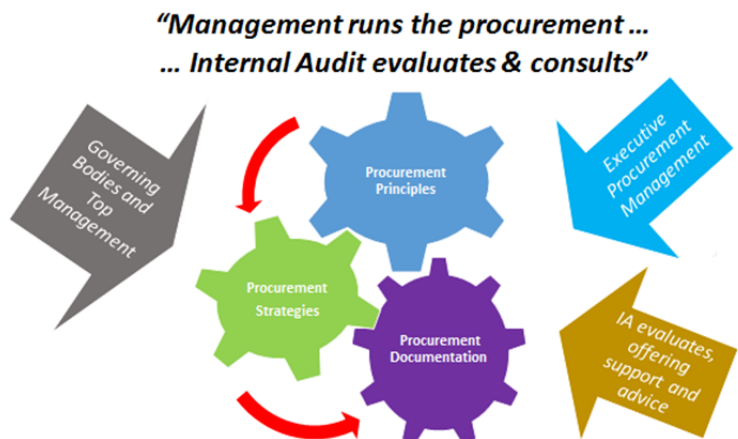 “Management runs the procurement ...
... Internal Audit evaluates & consults”
Governing
Bodies and
Top
Management
Procurement
Principles
Executive
Procurement
Management
Procurement
Strategies
Procurement
Documentation
IA evaluates,
offering
support and
advice